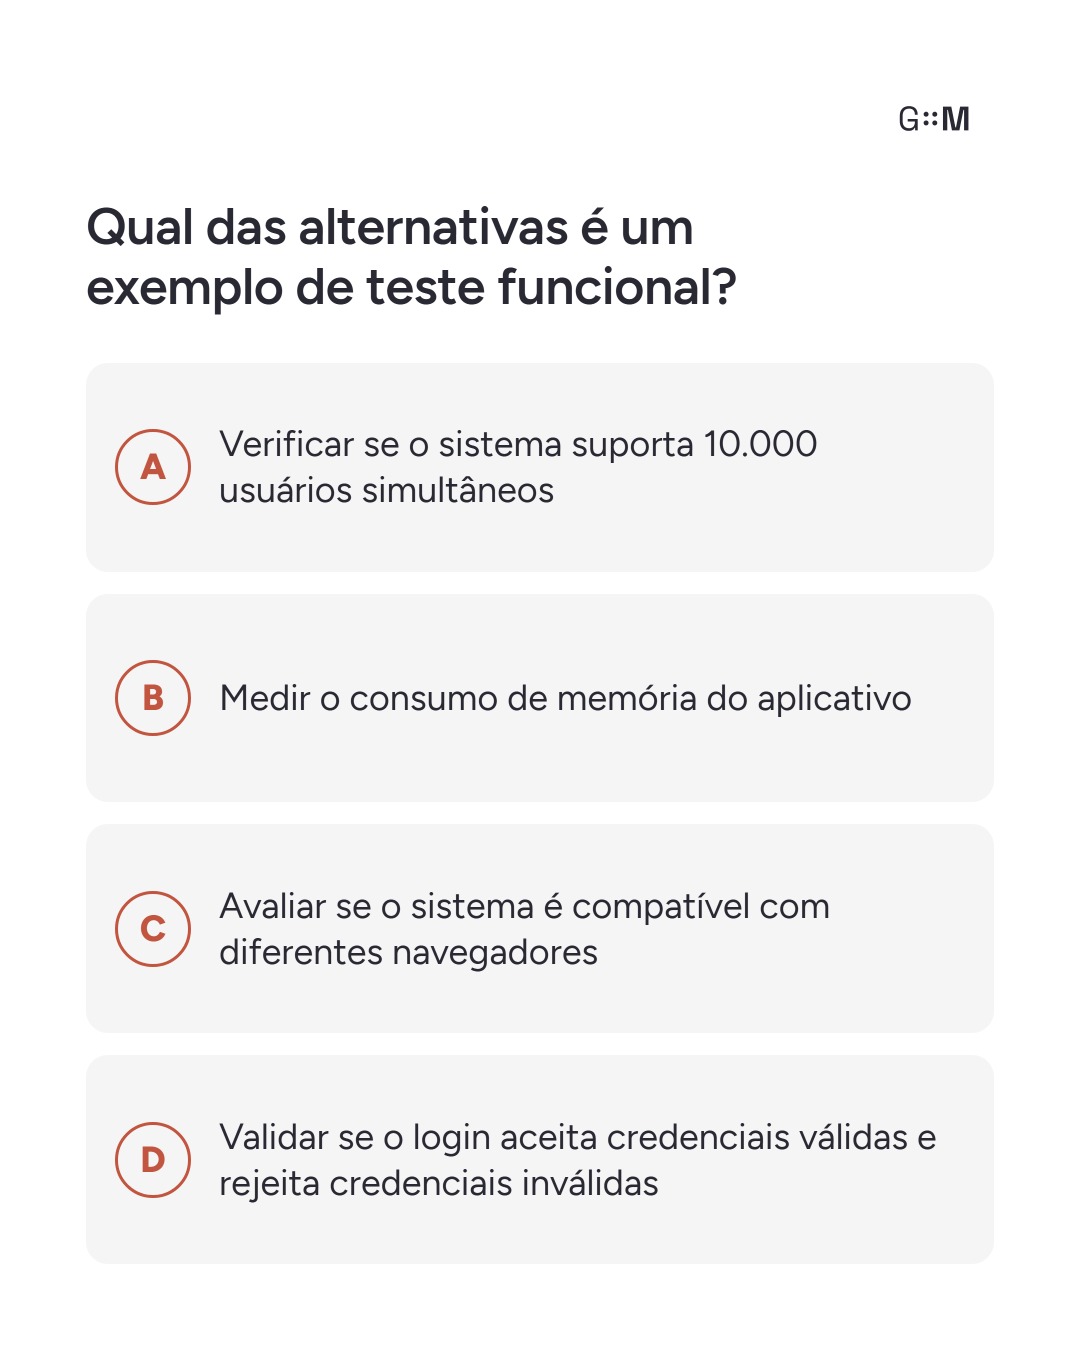 G::M
Qual das alternativas é um
exemplo de teste funcional?
A
Verificar se o sistema suporta 10.000
usuários simultâneos
B
Medir o consumo de memória do aplicativo
C
Avaliar se o sistema é compatível com
diferentes navegadores
D
Validar se o login aceita credenciais válidas e
rejeita credenciais inválidas